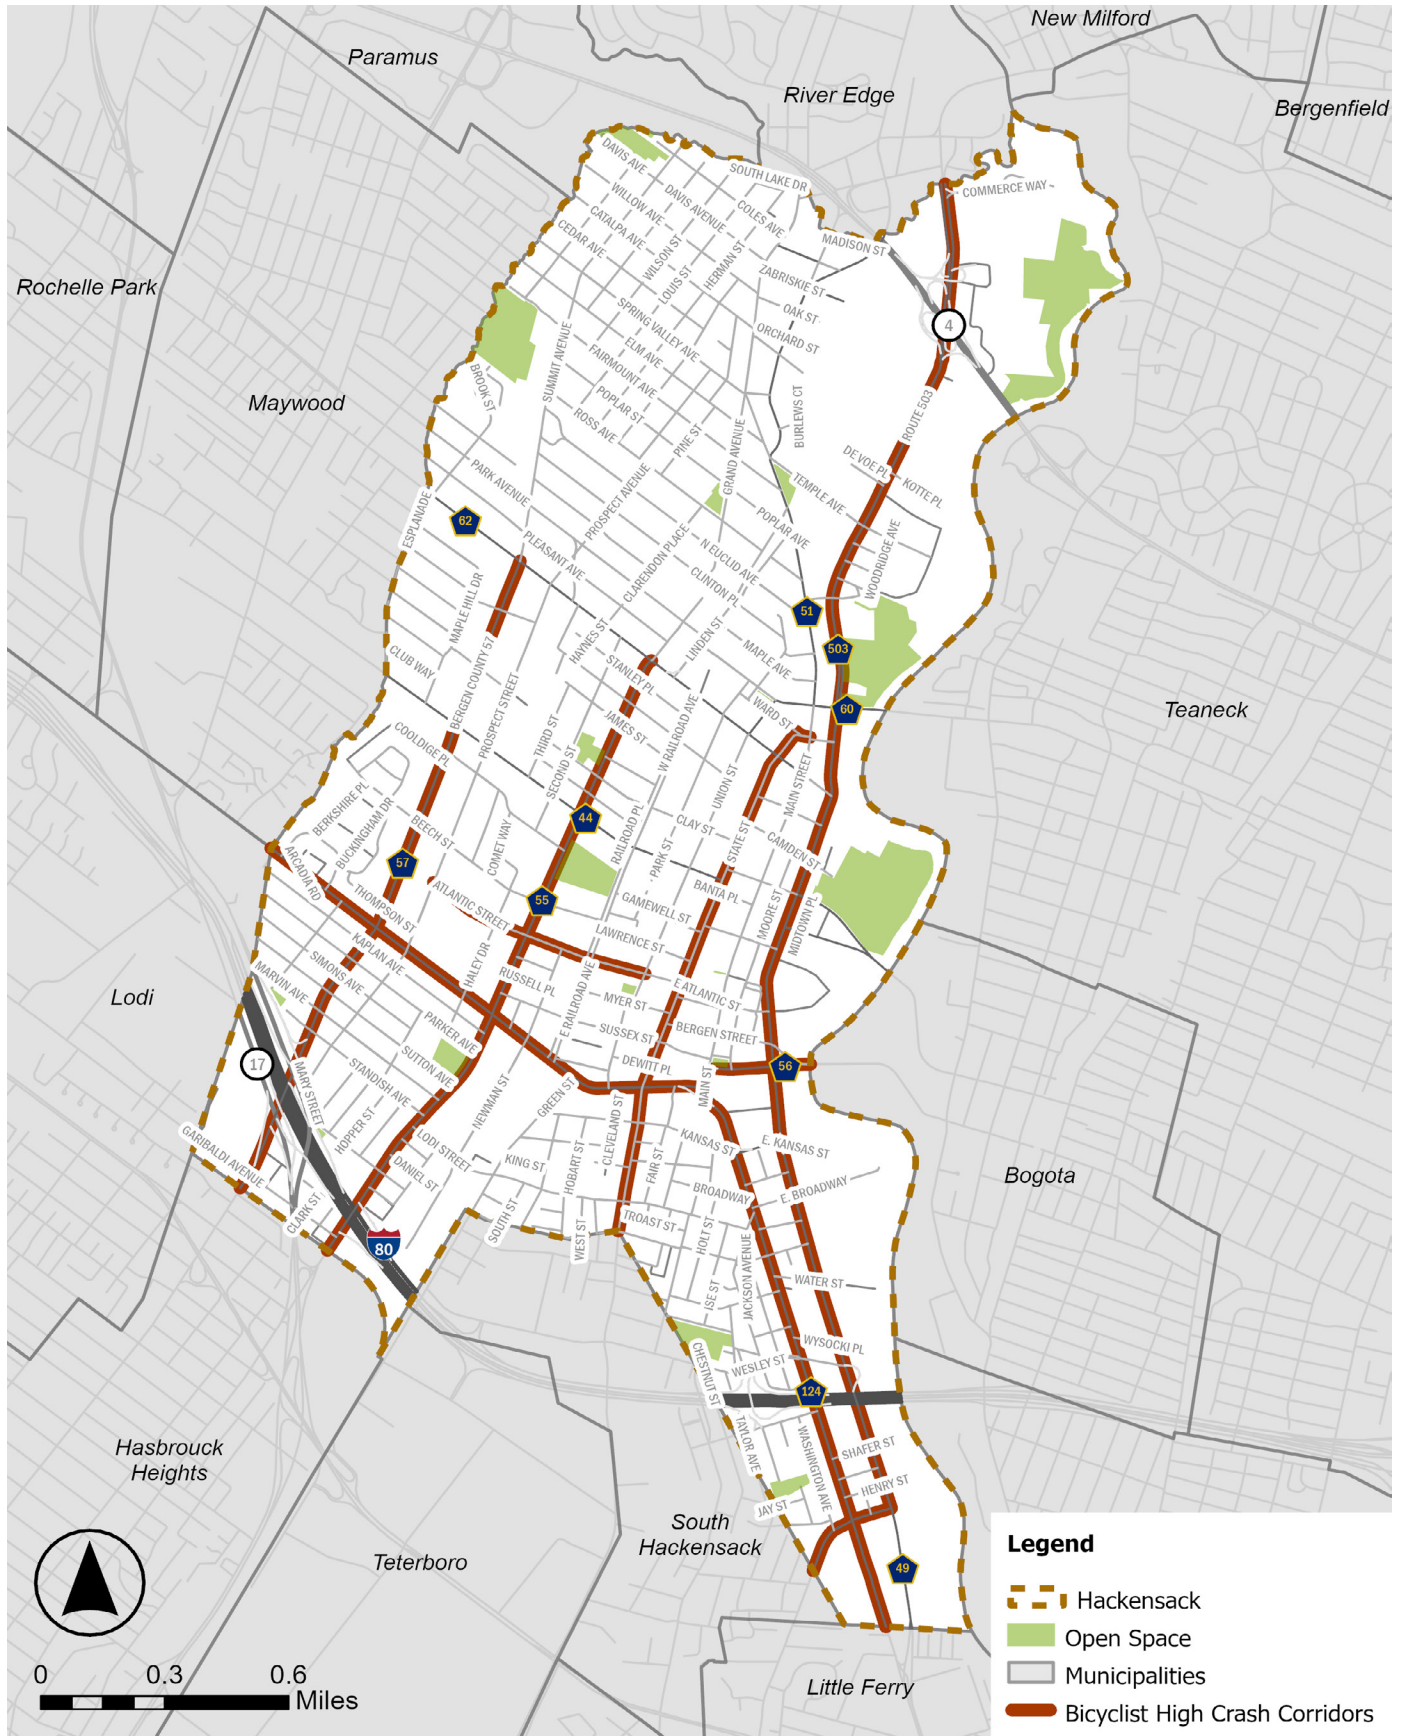 New Milford
Paramus
River Edge
Bergenfield
DAVIS AVE
SOUTH LAKE DR
COMMERCE WAY
WILLOW AVE
DAVIS AVENUE
COLES AVE
CATALPA AVE
CEDAR AVE
WILSON ST
LOUIS ST
HERMAN ST
MADISON ST
ZABRISKIE ST
Rochelle Park
OAK ST
SPRING VALLEY AVE
ORCHARD ST
4
ELM AVE
SUMMIT AVENUE
FAIRMOUNT AVE
BROOK ST
POPLAR ST
Maywood
BURLEWS CT
ROUTE 503
ROSS AVE
PINE ST
GRAND AVENUE
DE VOE PL
KOTTE PL
PARK AVENUE
PROSPECT AVENUE
TEMPLE AVE
ESPLANADE
62
POPLAR AVE
PLEASANT AVE
CLARENDON PLACE
N EUCLID AVE
WOODRIDGE AVE
CLINTON PL
MAPLE HILL DR
51
HAYNES ST
LINDEN ST
MAPLE AVE
503
CLUB WAY
BERGEN COUNTY 57
STANLEY PL
60
Teaneck
PROSPECT STREET
WARD ST
JAMES ST
W RAILROAD AVE
COOLDIGE PL
THIRD ST
SECOND ST
MAIN STREET
UNION ST
BERKSHIRE PL
BUCKINGHAM DR
BEECH ST
44
CLAY ST
STATE ST
CAMDEN ST
RAILROAD PL
COMET WAY
PARK ST
ARCADIA RD
57
ATLANTIC STREET
55
BANTA PL
THOMPSON ST
GAMEWELL ST
MOORE ST
MIDTOWN PL
KAPLAN AVE
LAWRENCE ST
SIMONS AVE
HALEY DR
MARVIN AVE
RUSSELL PL
E RAILROAD AVE
MYER ST
E ATLANTIC ST
Lodi
PARKER AVE
SUSSEX ST
BERGEN STREET
17
MARY STREET
SUTTON AVE
DEWITT PL
56
STANDISH AVE
NEWMAN ST
GREEN ST
MAIN ST
HOPPER ST
CLEVELAND ST
GARIBALDI AVENUE
LODI STREET
KANSAS ST
E. KANSAS ST
DANIEL ST
KING ST
HOBART ST
FAIR ST
Bogota
BROADWAY
E. BROADWAY
CLARK ST
SOUTH ST
WEST ST
TROAST ST
HOLT ST
80
JACKSON AVENUE
WATER ST
ISE ST
WYSOCKI PL
CHESTNUT ST
WESLEY ST
124
TAYLOR AVE
WASHINGTON AVE
SHAFER ST
Hasbrouck
Heights
HENRY ST
JAY ST
South
Hackensack
Teterboro
49
Little Ferry
0 0.3 0.6
Miles
Legend
Hackensack
Open Space
Municipalities
Bicyclist High Crash Corridors